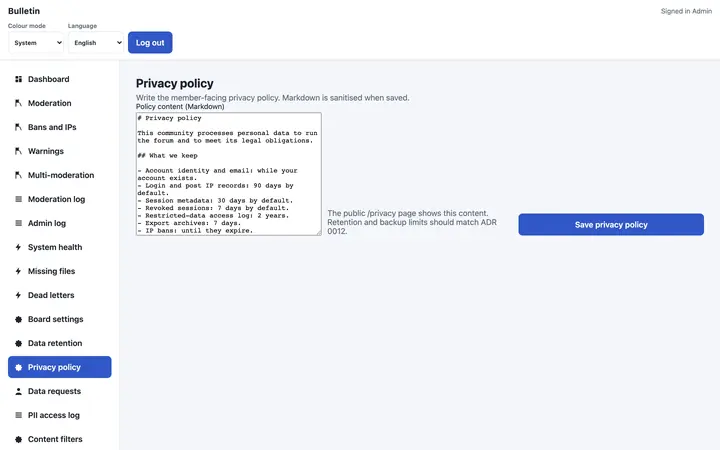 Bulletin
Signed in Admin
Colour mode
Language
System
English
Log out
Dashboard
Moderation
Bans and IPs
Warnings
Multi-moderation
Moderation log
Admin log
System health
Missing files
Dead letters
Board settings
Data retention
Privacy policy
Data requests
PII access log
Content filters
Privacy policy
Write the member-facing privacy policy. Markdown is sanitised when saved.
Policy content (Markdown)
# Privacy policy
This community processes personal data to run
the forum and to meet its legal obligations.
## What we keep
- Account identity and email: while your
account exists.
- Login and post IP records: 90 days by
default.
- Session metadata: 30 days by default.
- Revoked sessions: 7 days by default.
- Restricted-data access log: 2 years.
- Export archives: 7 days.
- IP bans: until they expire.
The public /privacy page shows this content.
Retention and backup limits should match ADR
0012.
Save privacy policy